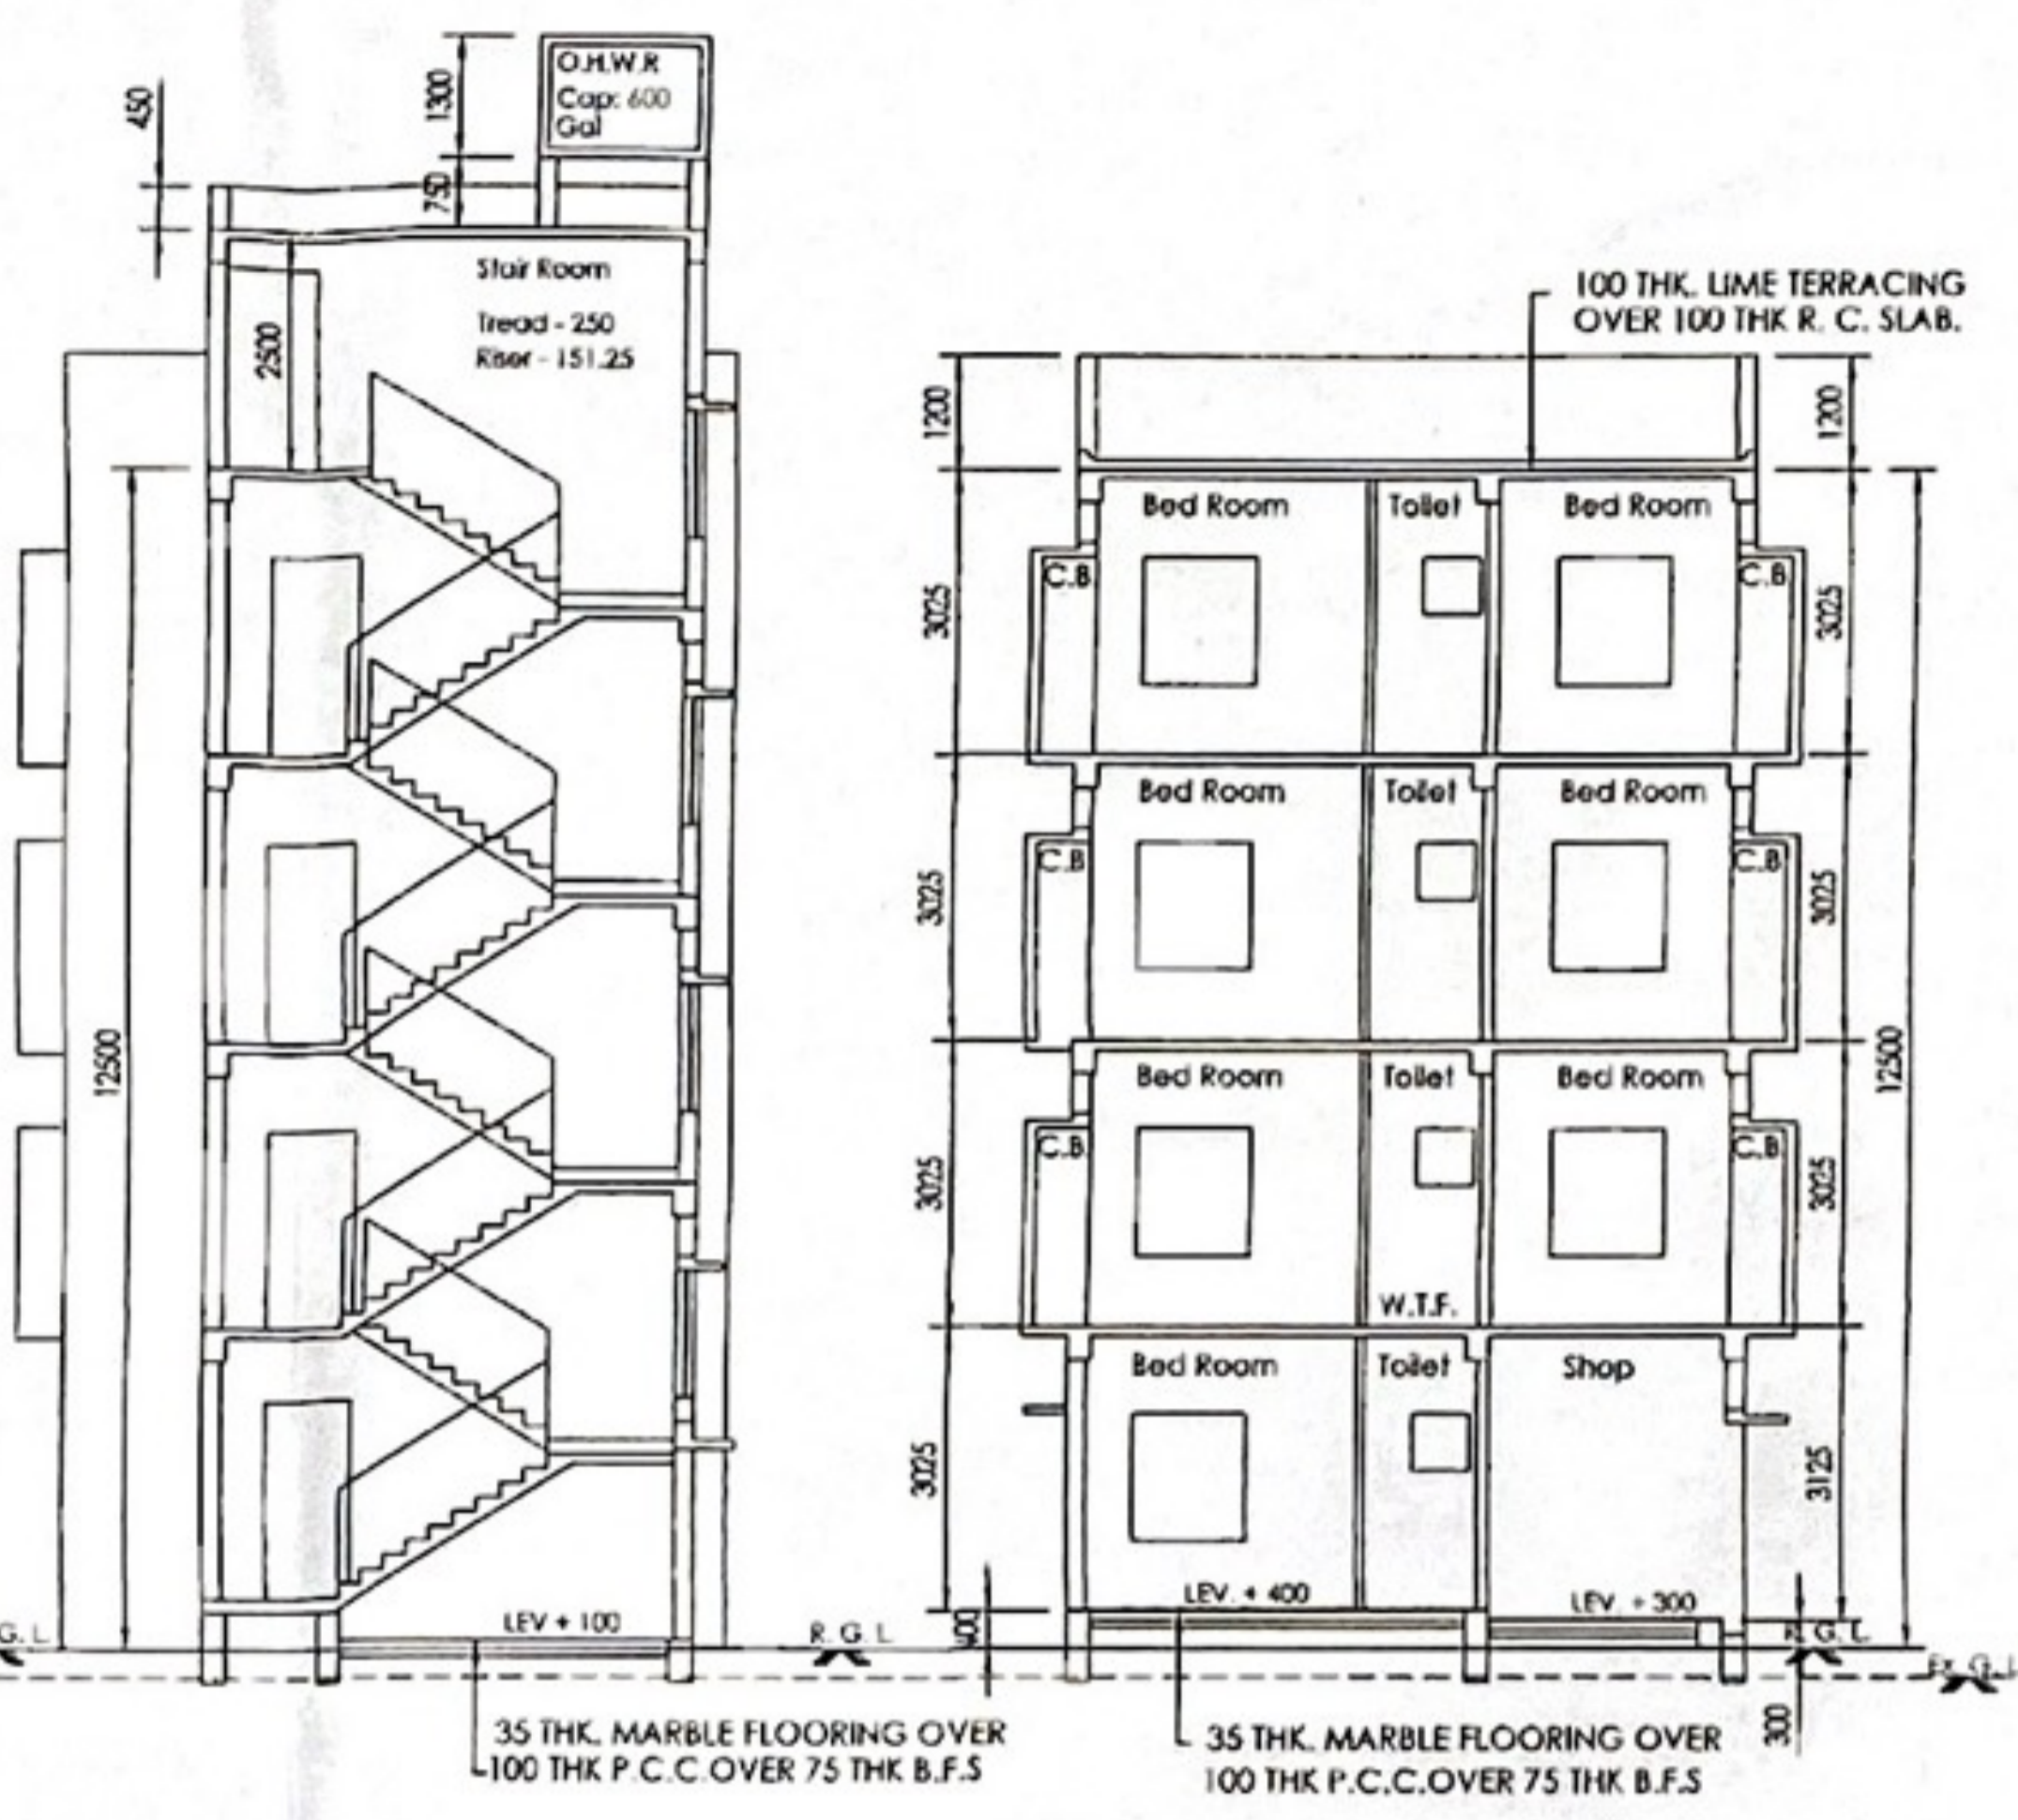 O.H.W.R
Cap: 600
Gal
1300
450
750
Stair Room
Tread - 250
Riser - 151.25
2500
12500
LEV + 100
G. L.
R. G. L.
35 THK. MARBLE FLOORING OVER
100 THK P.C.C.OVER 75 THK B.F.S
100 THK. LIME TERRACING
OVER 100 THK R. C. SLAB.
1200
1200
Bed Room
Toilet
Bed Room
C.B
C.B
3025
3025
Bed Room
Toilet
Bed Room
C.B
C.B
3025
3025
Bed Room
Toilet
Bed Room
C.B
C.B
3025
3025
12500
W.T.F.
Bed Room
Toilet
Shop
3025
3125
LEV. + 400
LEV. + 300
400
R. G. L.
Ex. G. L
300
35 THK. MARBLE FLOORING OVER
100 THK P.C.C.OVER 75 THK B.F.S